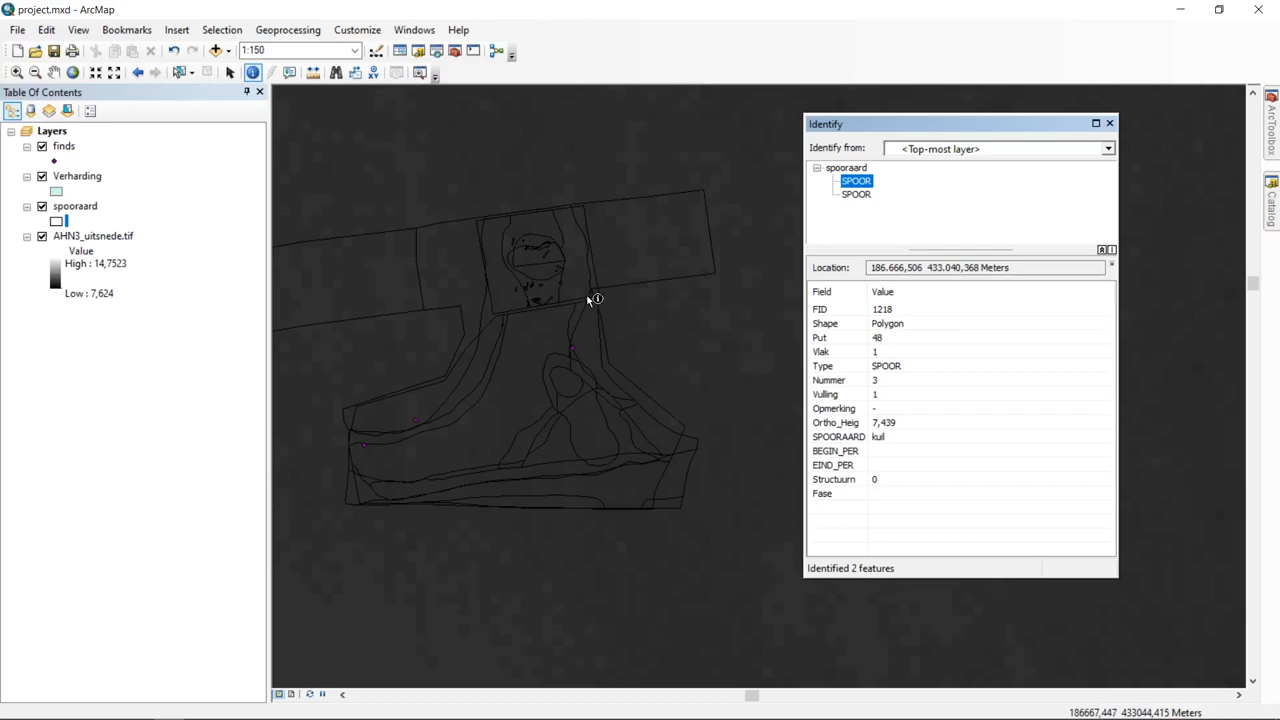 project.mxd - ArcMap
File Edit View Bookmarks Insert Selection Geoprocessing Customize Windows Help
1:150
Table Of Contents
Layers
finds
Verharding
spooraard
AHN3_uitsnede.tif
Value
High : 14,7523
Low : 7,624
Identify
Identify from: <Top-most layer>
spooraard
SPOOR
SPOOR
Location: 186.666,506 433.040,368 Meters
Field Value
FID 1218
Shape Polygon
Put 48
Vlak 1
Type SPOOR
Nummer 3
Vulling 1
Opmerking -
Ortho_Heig 7,439
SPOORAARD kuil
BEGIN_PER
EIND_PER
Structuurn 0
Fase
Identified 2 features
ArcToolbox
Catalog
186667,447 433044,415 Meters